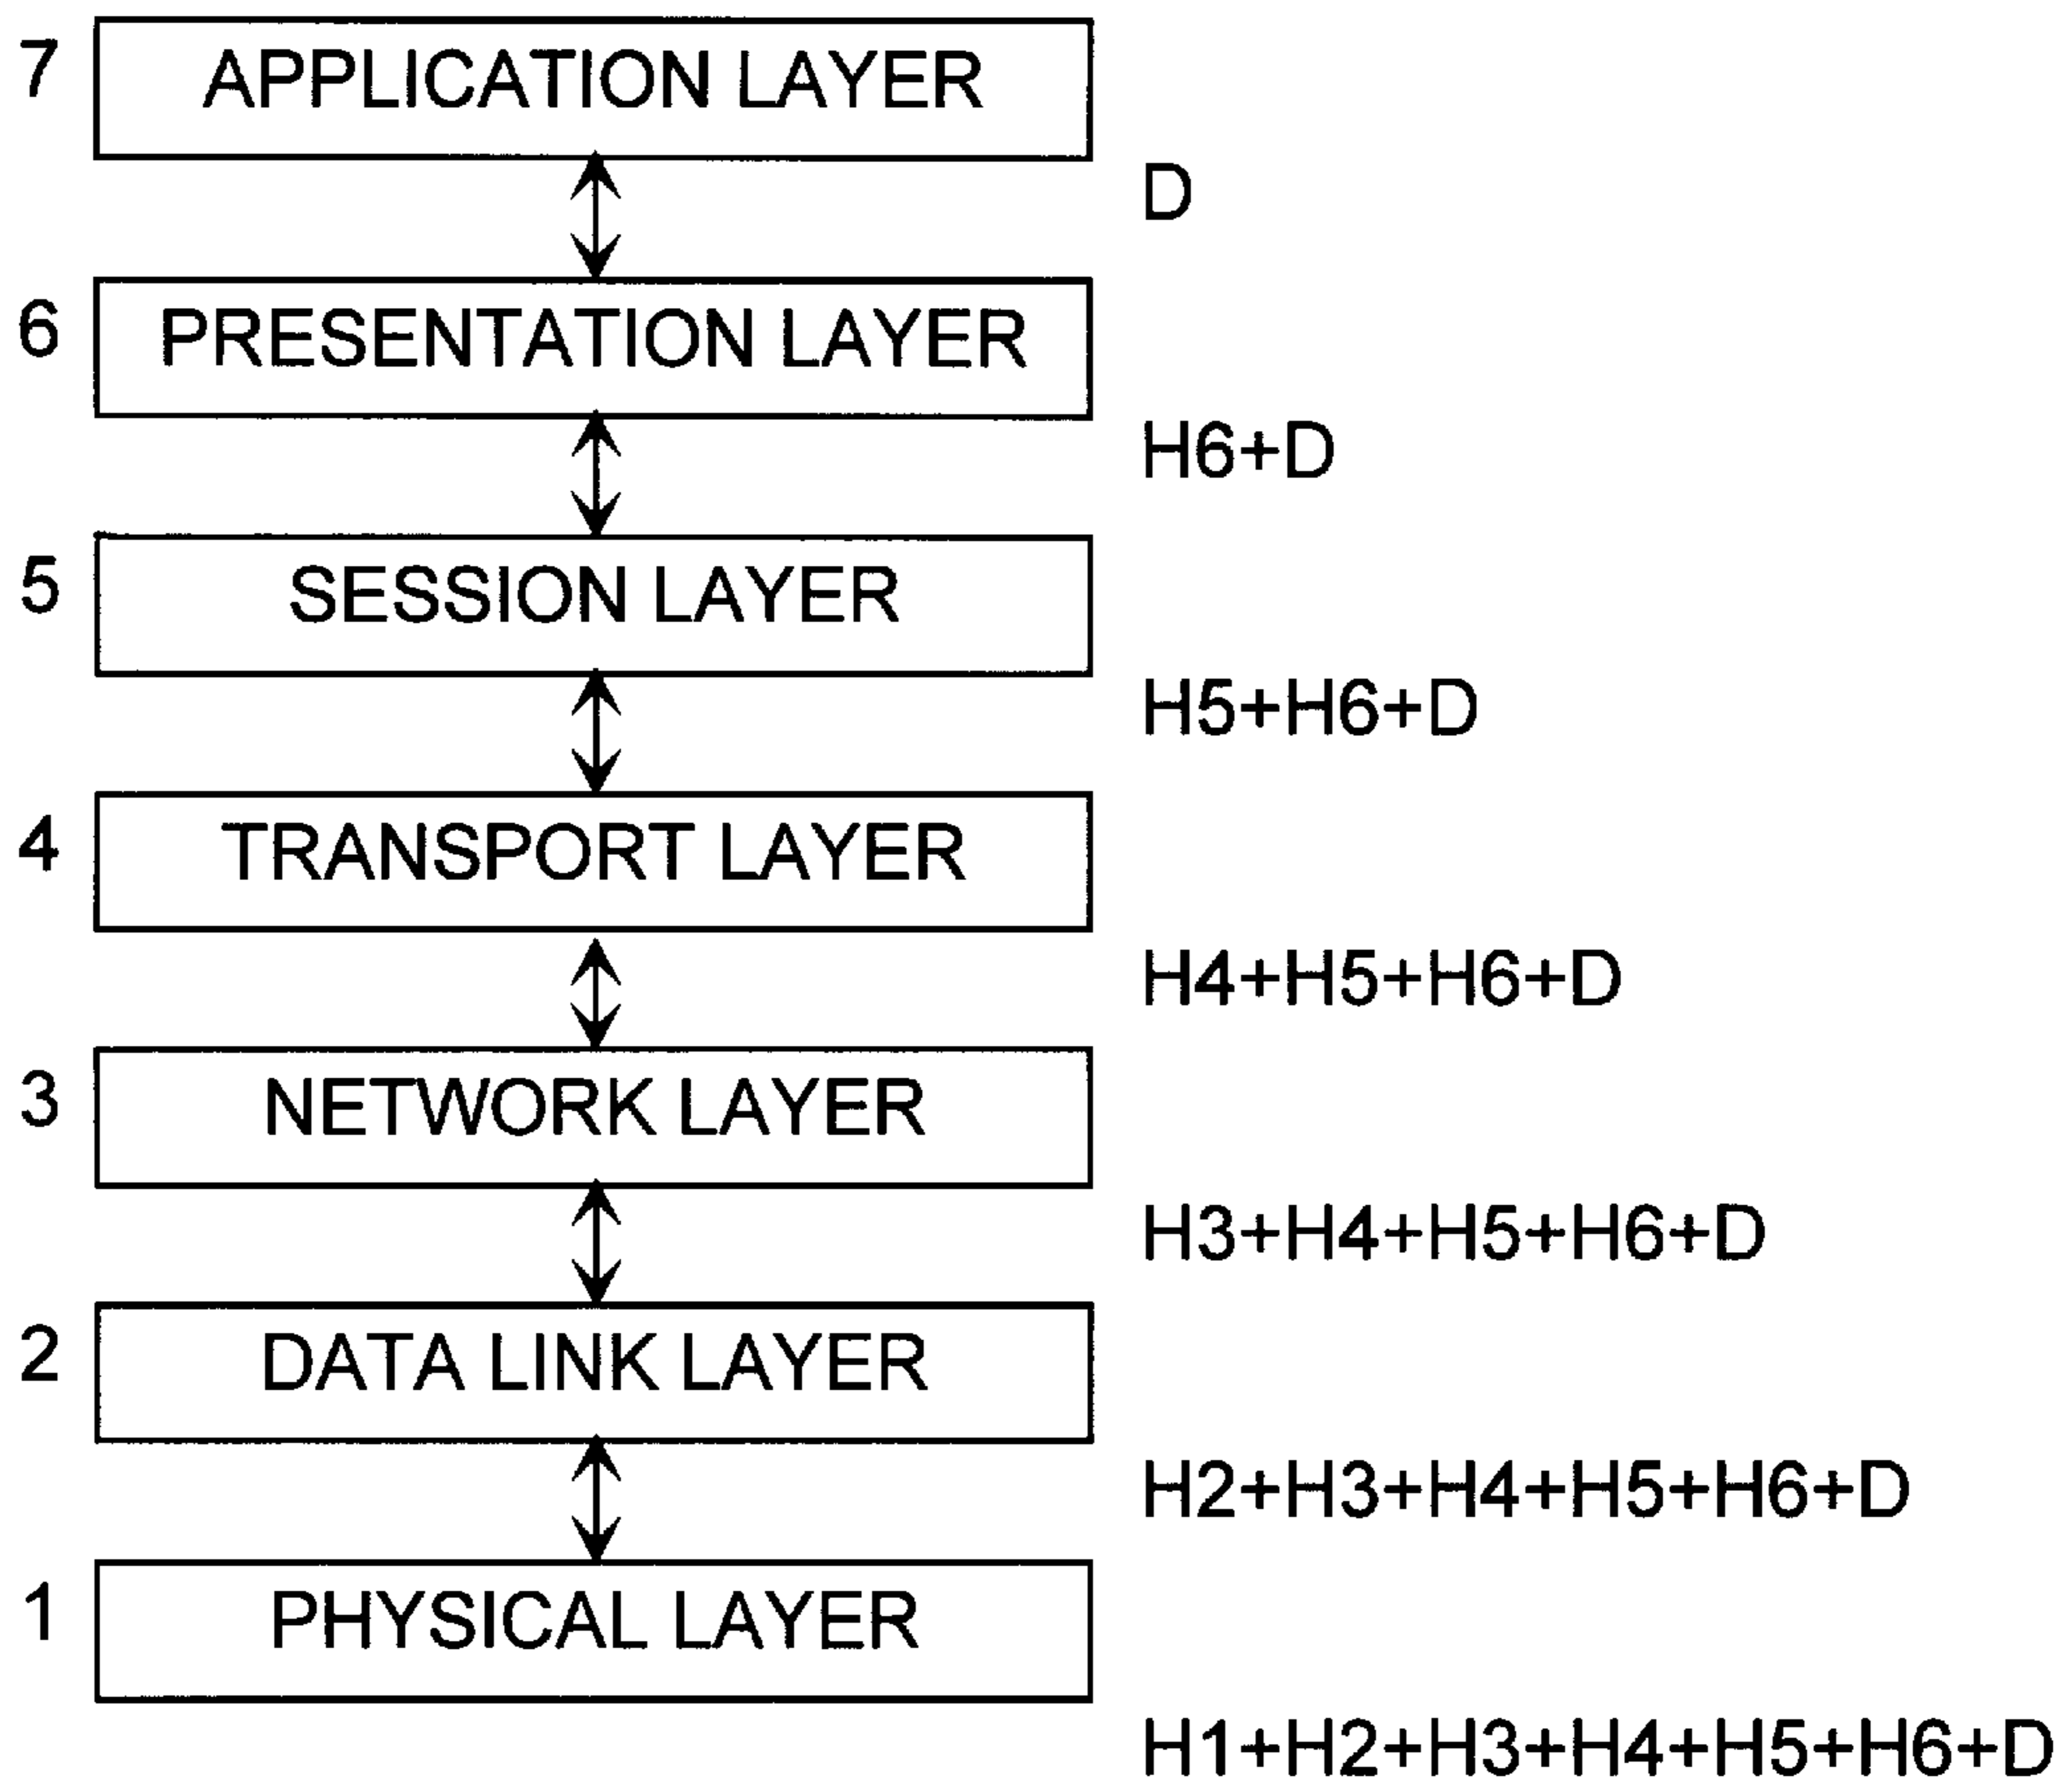 7 APPLICATION LAYER
D
6 PRESENTATION LAYER
H6+D
5 SESSION LAYER
H5+H6+D
4 TRANSPORT LAYER
H4+H5+H6+D
3 NETWORK LAYER
H3+H4+H5+H6+D
2 DATA LINK LAYER
H2+H3+H4+H5+H6+D
1 PHYSICAL LAYER
H1+H2+H3+H4+H5+H6+D